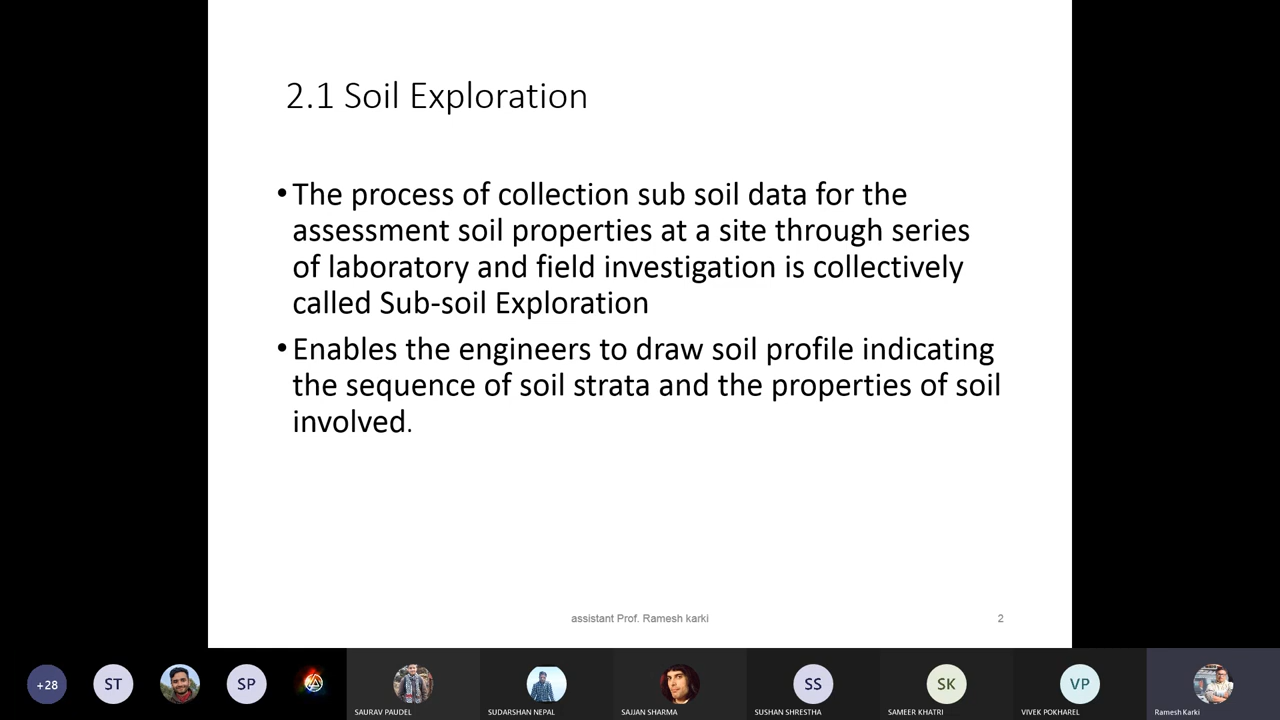 2.1 Soil Exploration
• The process of collection sub soil data for the
assessment soil properties at a site through series
of laboratory and field investigation is collectively
called Sub-soil Exploration
• Enables the engineers to draw soil profile indicating
the sequence of soil strata and the properties of soil
involved.
assistant Prof. Ramesh karki
2
+28
ST
SP
SS
SK
VP
SAURAV PAUDEL
SUDARSHAN NEPAL
SAJJAN SHARMA
SUSHAN SHRESTHA
SAMEER KHATRI
VIVEK POKHAREL
Ramesh Karki